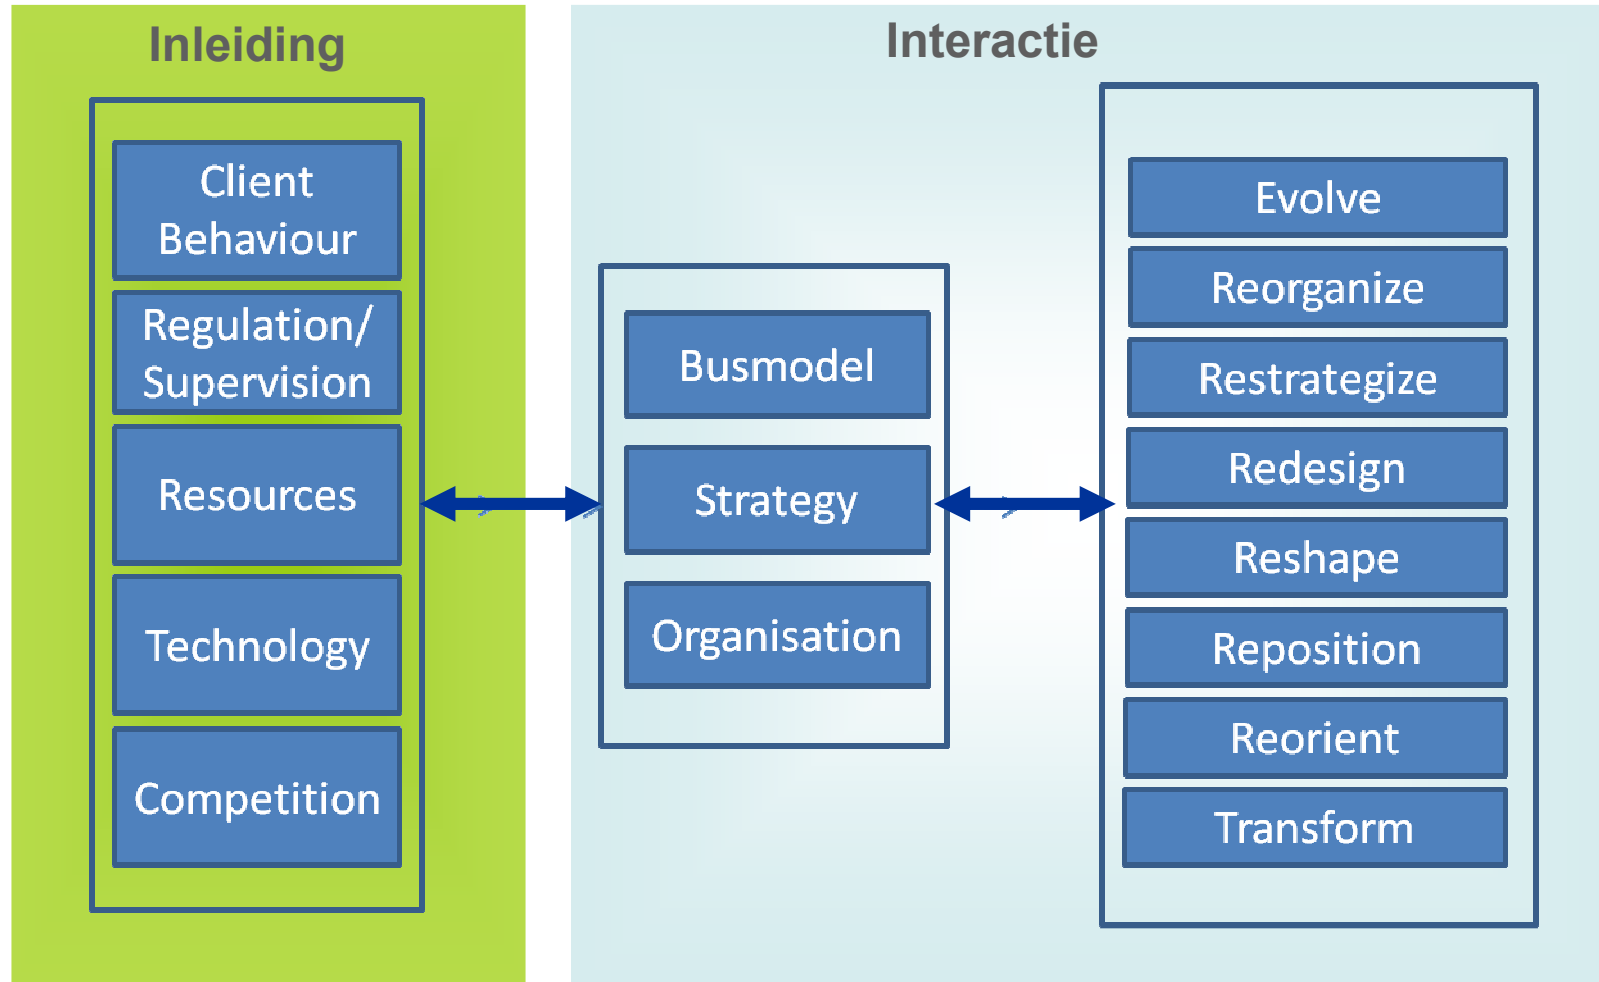 Inleiding
Client
Behaviour
Regulation/
Supervision
Resources
Technology
Competition
Interactie
Busmodel
Strategy
Organisation
Evolve
Reorganize
Restrategize
Redesign
Reshape
Reposition
Reorient
Transform